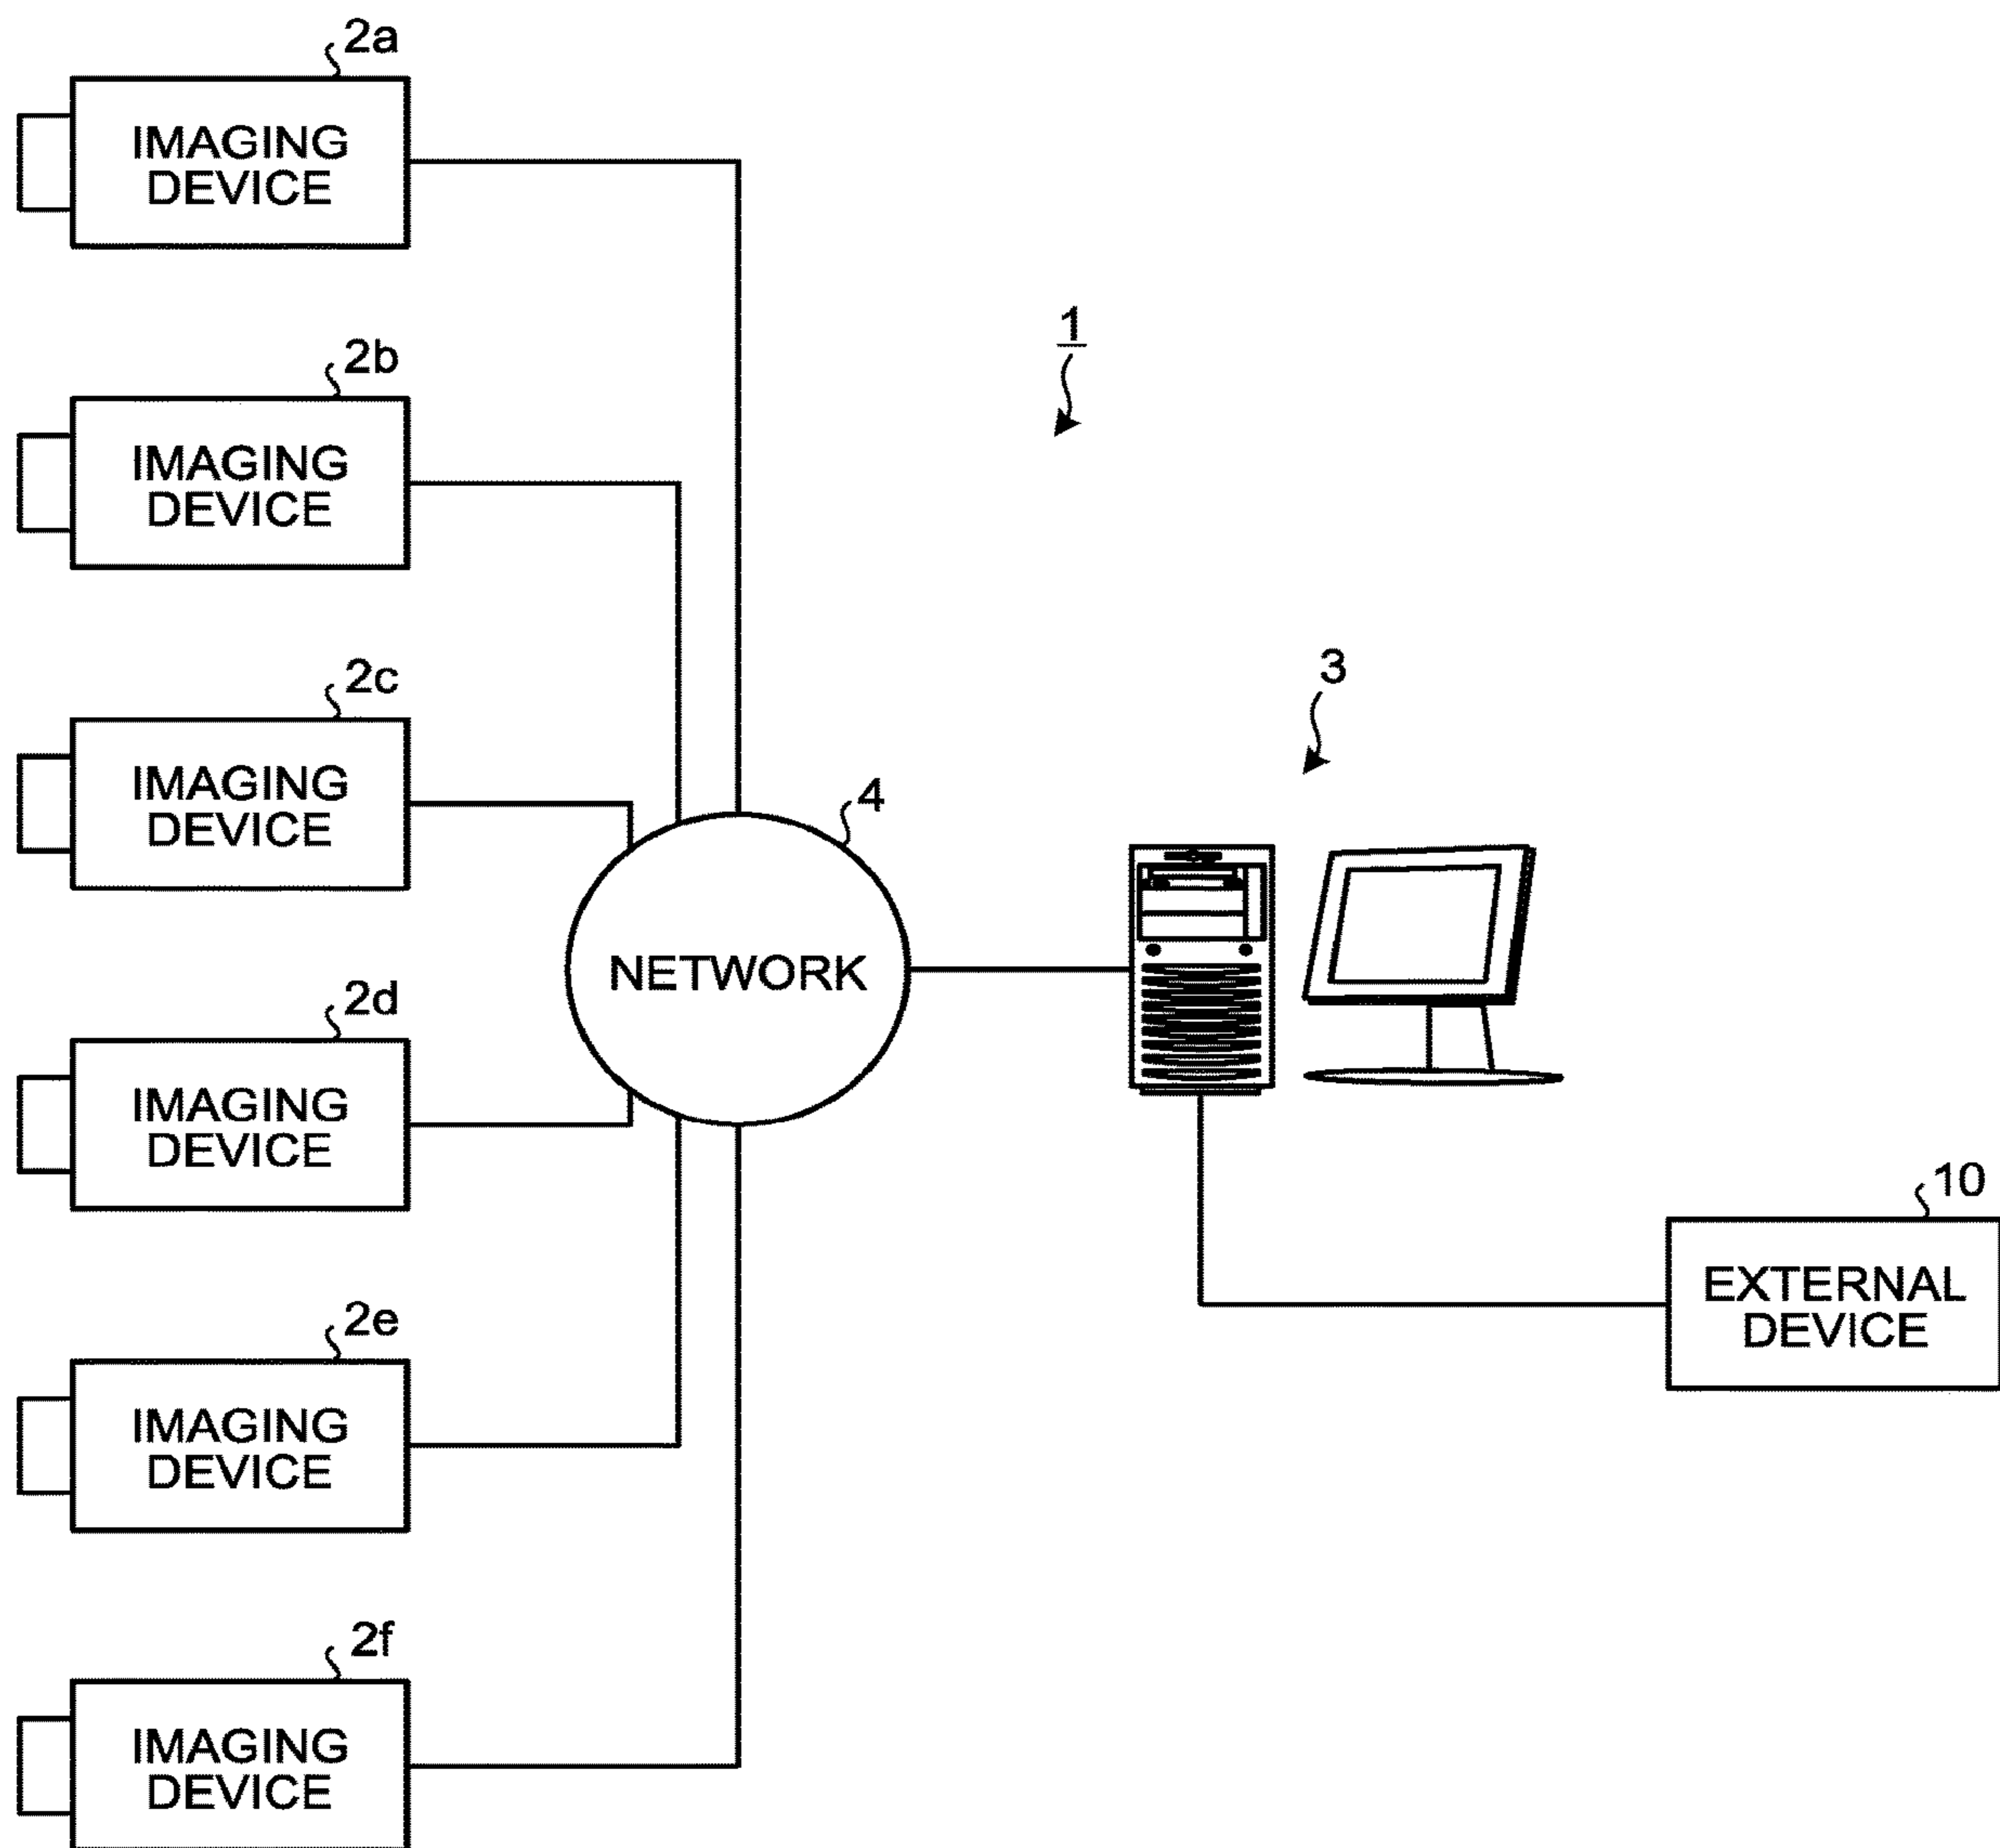 2a
IMAGING
DEVICE
2b
IMAGING
DEVICE
2c
IMAGING
DEVICE
2d
IMAGING
DEVICE
2e
IMAGING
DEVICE
2f
IMAGING
DEVICE
1
4
NETWORK
3
10
EXTERNAL
DEVICE